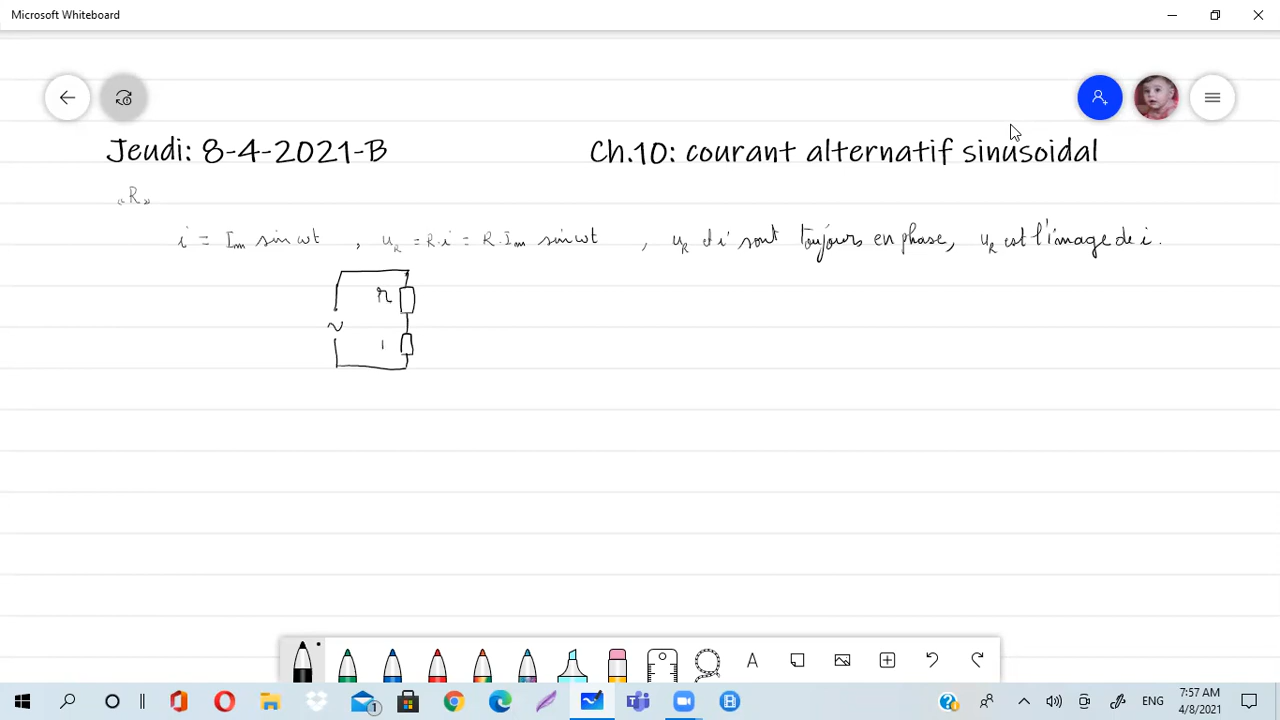 Microsoft Whiteboard
Jeudi: 8-4-2021-B Ch.10: courant alternatif sinusoidal
«R»
i = Im sin ωt , uR = R.i = R.Im sin ωt , uR et i sont toujours en phase, uR est l'image de i.
r
~
1
A
ENG
7:57 AM
4/8/2021